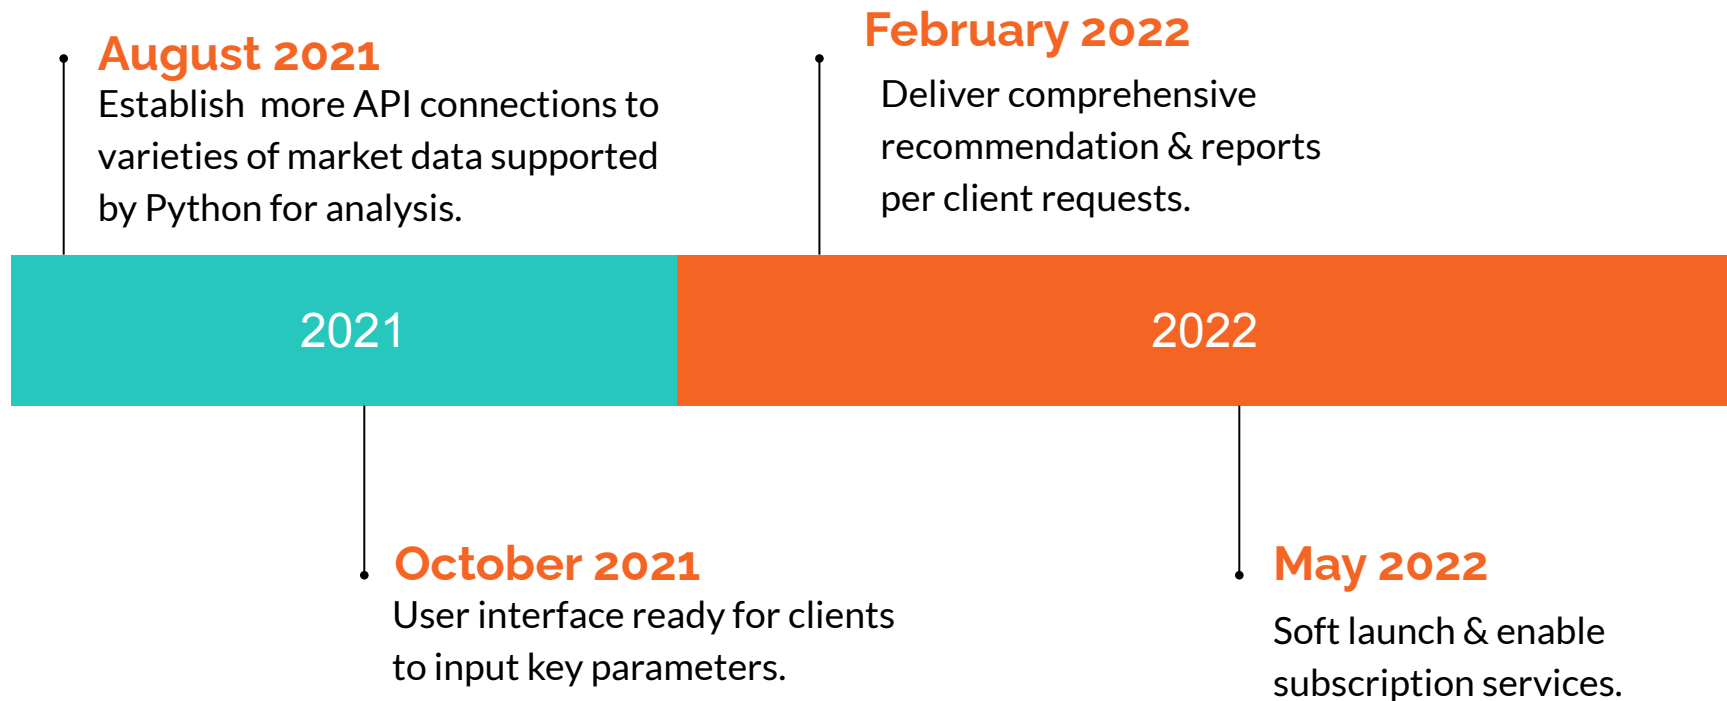 August 2021
Establish  more API connections to
varieties of market data supported
by Python for analysis.
February 2022
Deliver comprehensive
recommendation & reports
per client requests.
2021
2022
October 2021
User interface ready for clients
to input key parameters.
May 2022
Soft launch & enable
subscription services.